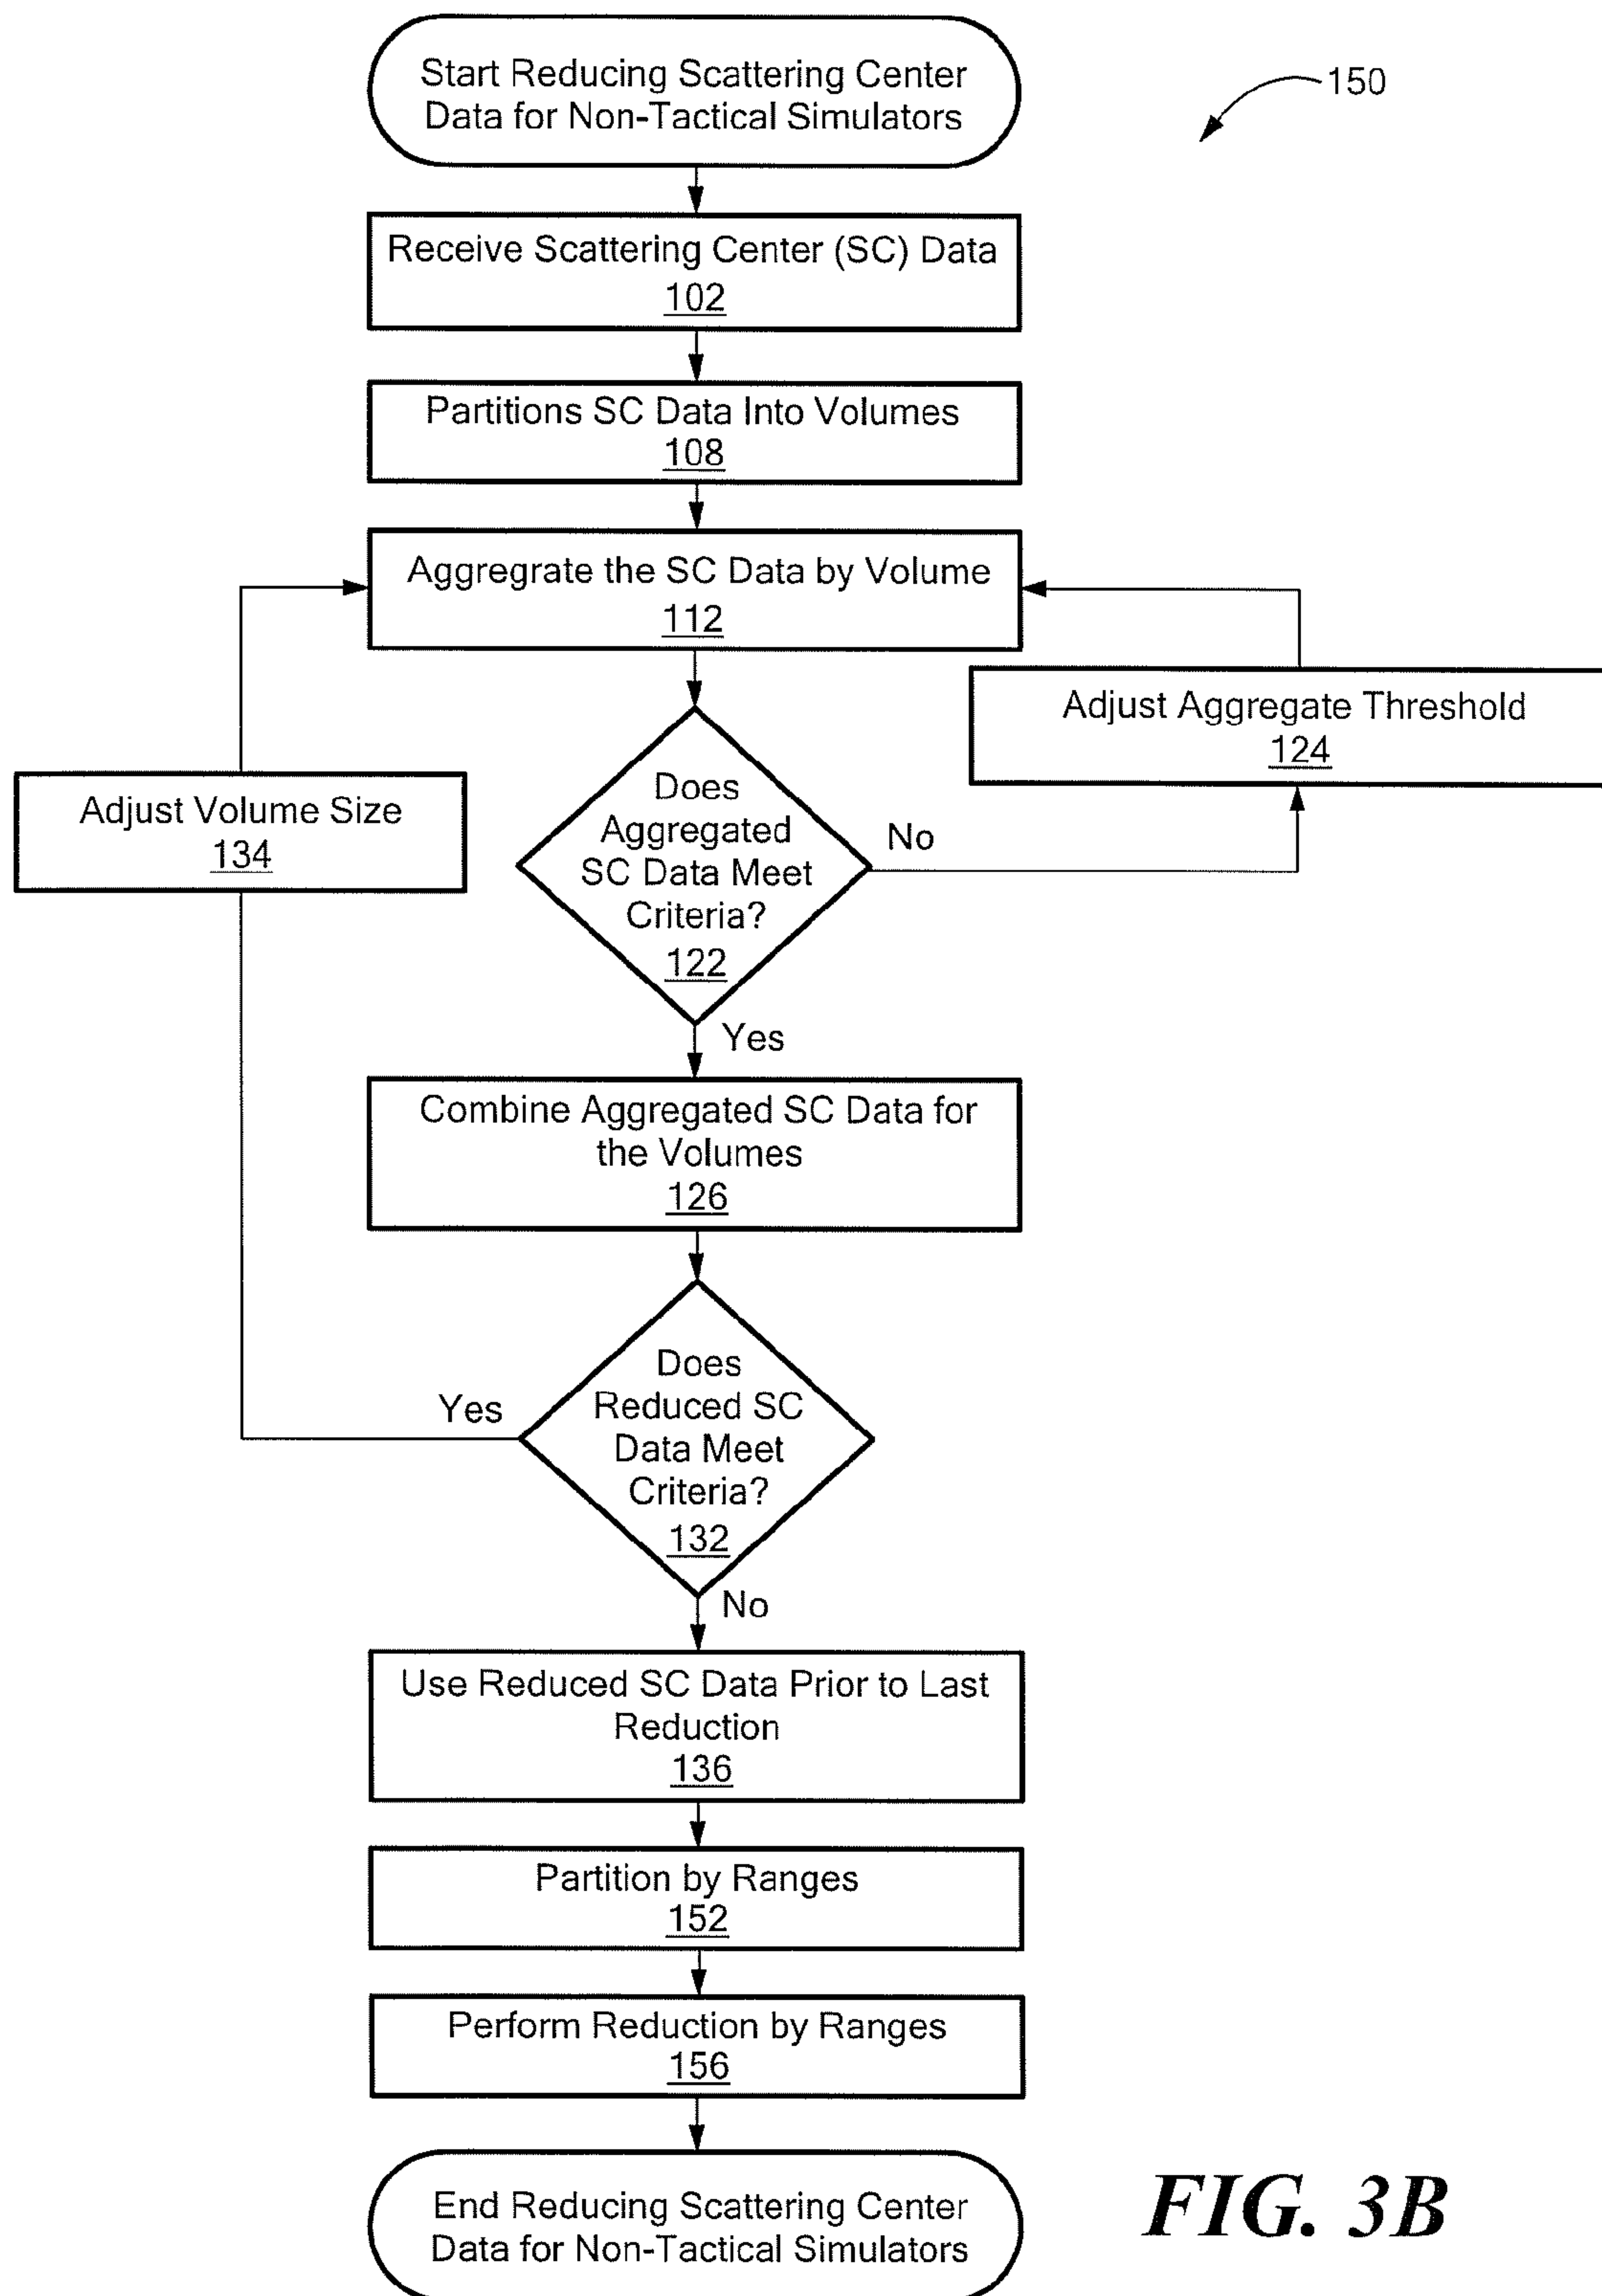 Start Reducing Scattering Center
Data for Non-Tactical Simulators
150
Receive Scattering Center (SC) Data
102
Partitions SC Data Into Volumes
108
Aggregrate the SC Data by Volume
112
Adjust Aggregate Threshold
124
Adjust Volume Size
134
Does
Aggregated
SC Data Meet
Criteria?
122
No
Yes
Combine Aggregated SC Data for
the Volumes
126
Does
Reduced SC
Data Meet
Criteria?
132
Yes
No
Use Reduced SC Data Prior to Last
Reduction
136
Partition by Ranges
152
Perform Reduction by Ranges
156
End Reducing Scattering Center
Data for Non-Tactical Simulators
FIG. 3B